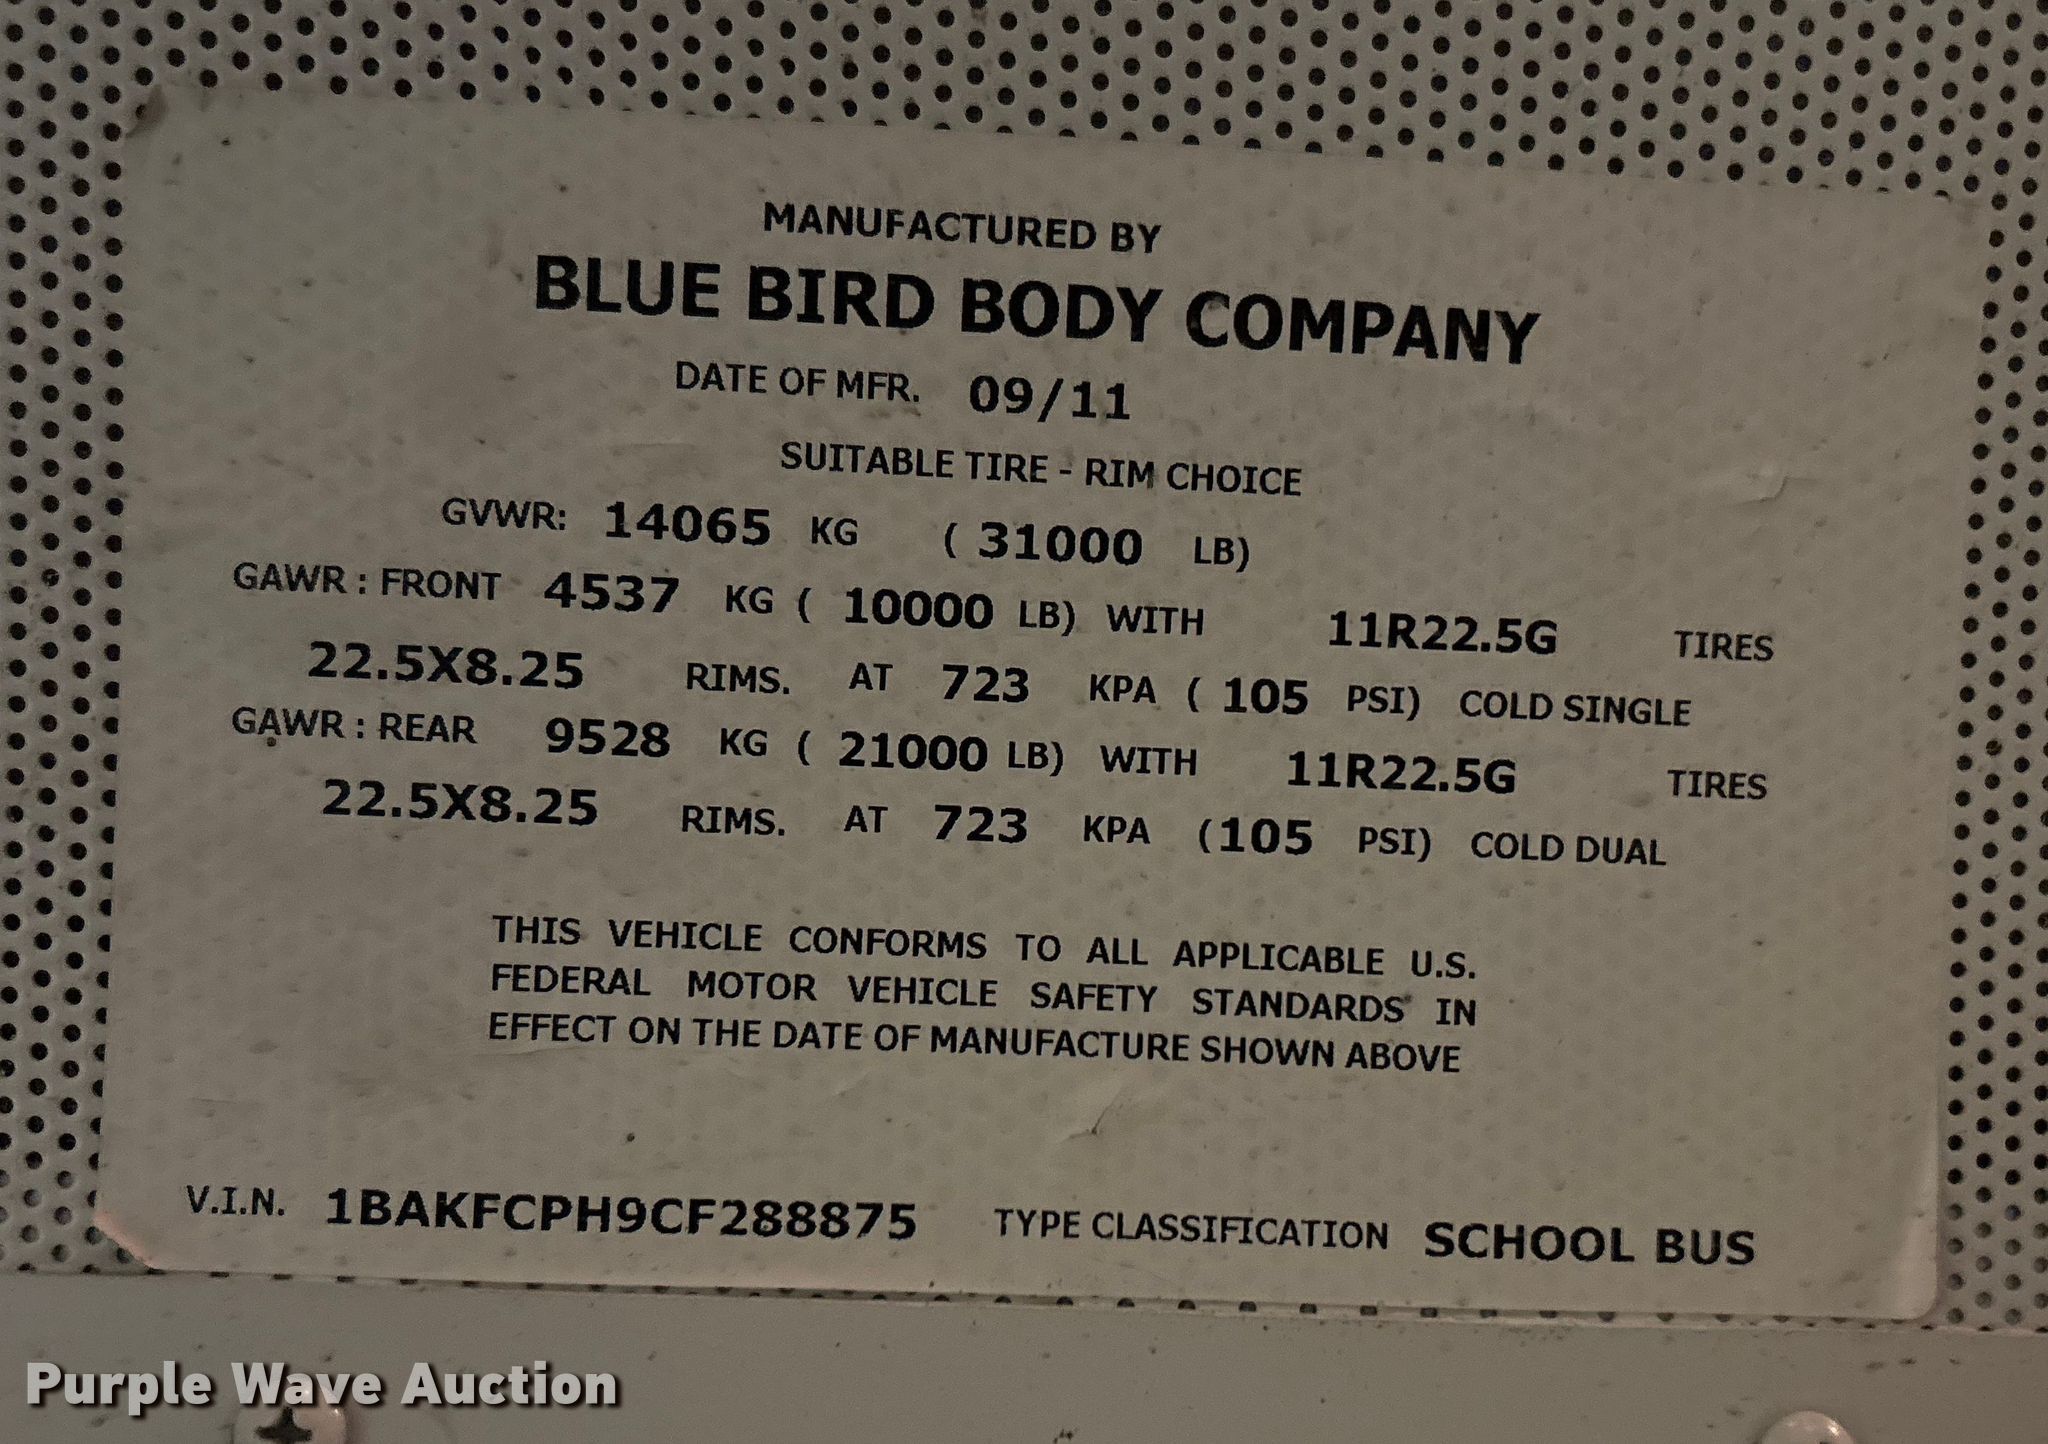 MANUFACTURED BY
BLUE BIRD BODY COMPANY
DATE OF MFR. 09/11
SUITABLE TIRE - RIM CHOICE
GVWR: 14065 KG ( 31000 LB)
GAWR : FRONT 4537 KG ( 10000 LB) WITH 11R22.5G TIRES
22.5X8.25 RIMS. AT 723 KPA ( 105 PSI) COLD SINGLE
GAWR : REAR 9528 KG ( 21000 LB) WITH 11R22.5G TIRES
22.5X8.25 RIMS. AT 723 KPA (105 PSI) COLD DUAL
THIS VEHICLE CONFORMS TO ALL APPLICABLE U.S.
FEDERAL MOTOR VEHICLE SAFETY STANDARDS IN
EFFECT ON THE DATE OF MANUFACTURE SHOWN ABOVE
V.I.N. 1BAKFCPH9CF288875 TYPE CLASSIFICATION SCHOOL BUS
Purple Wave Auction